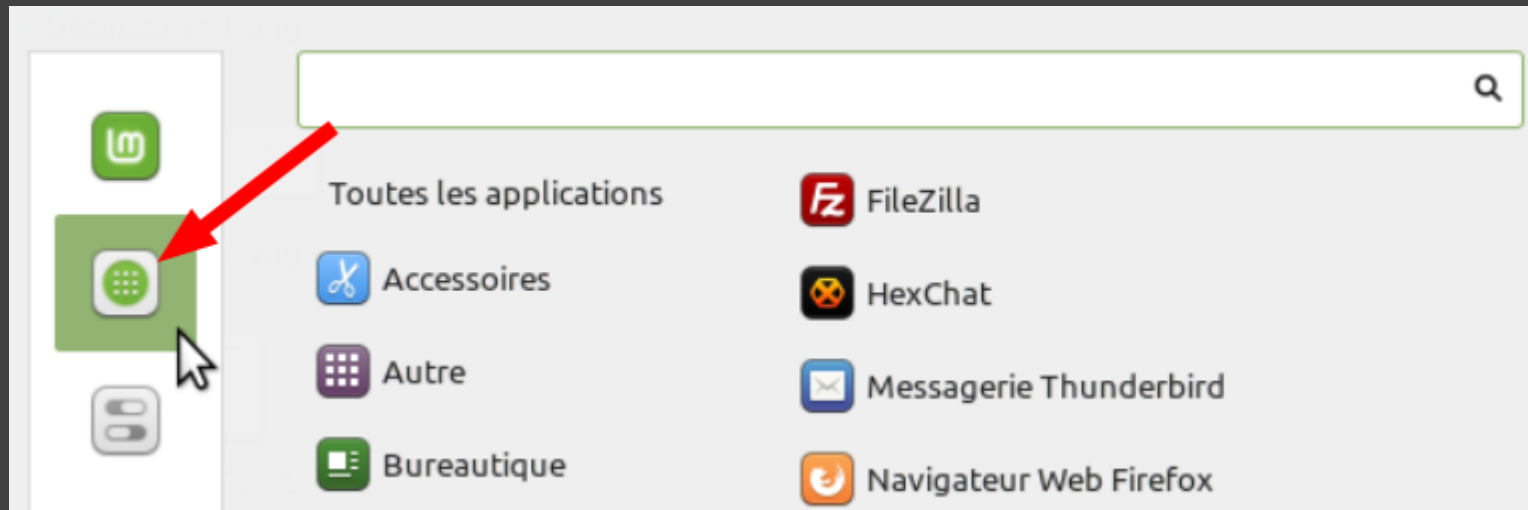 Toutes les applications
Accessoires
Autre
Bureautique
FileZilla
HexChat
Messagerie Thunderbird
Navigateur Web Firefox